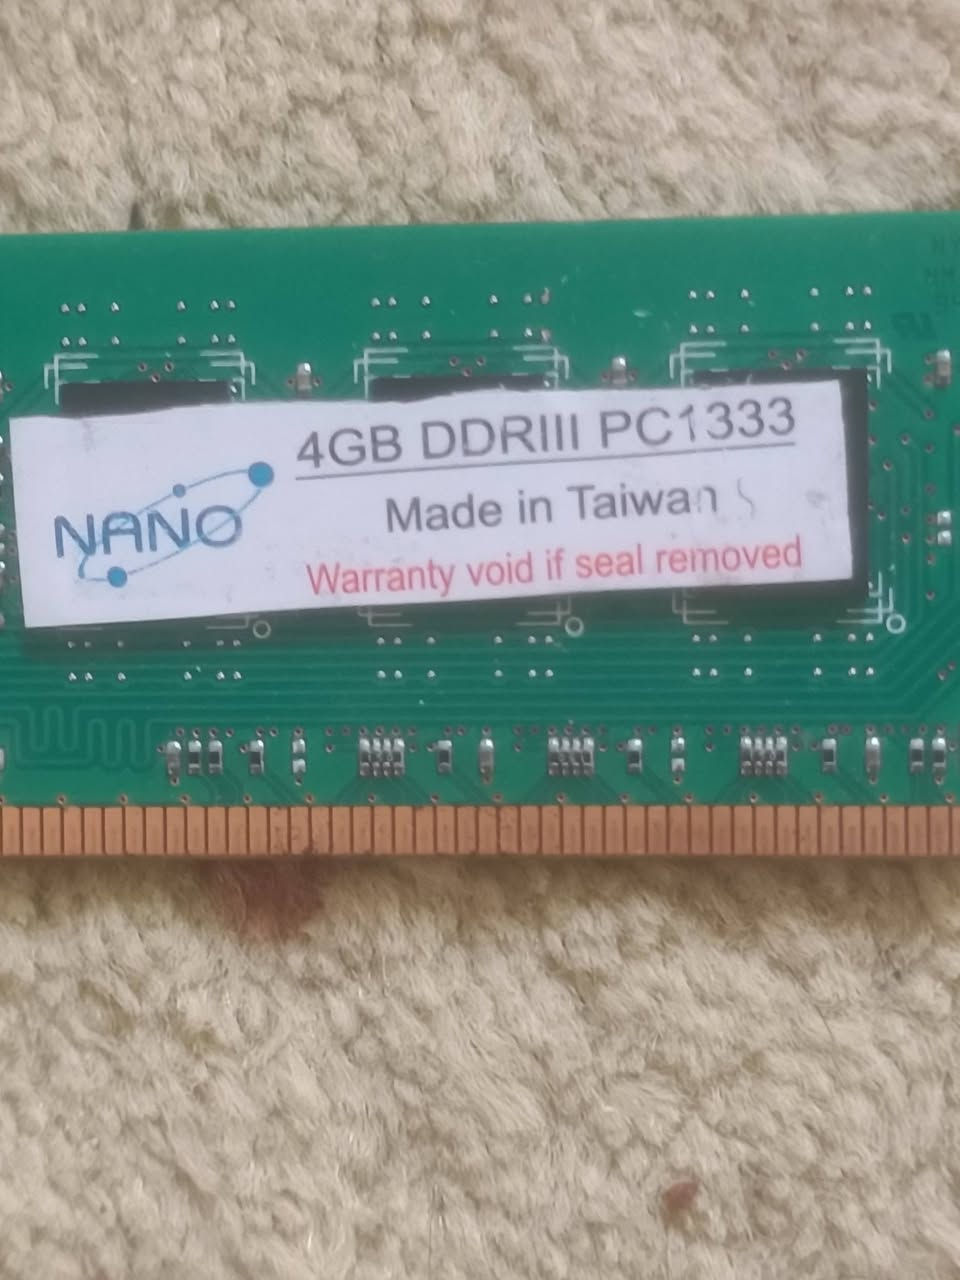 4GB DDRIII PC1333
NANO
Made in Taiwan
Warranty void if seal removed